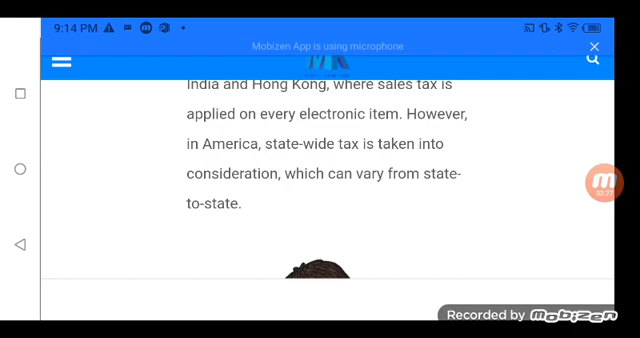 9:14 PM
Mobizen App is using microphone
India and Hong Kong, where sales tax is
applied on every electronic item. However,
in America, state-wide tax is taken into
consideration, which can vary from state-
to-state.
02:27
Recorded by Mobizen